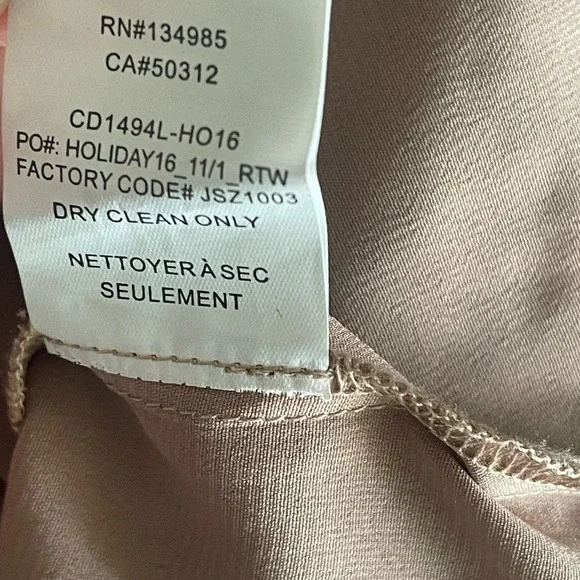 RN#134985
CA#50312
CD1494L-HO16
PO#: HOLIDAY16_11/1_RTW
FACTORY CODE# JSZ1003
DRY CLEAN ONLY
NETTOYER À SEC
SEULEMENT